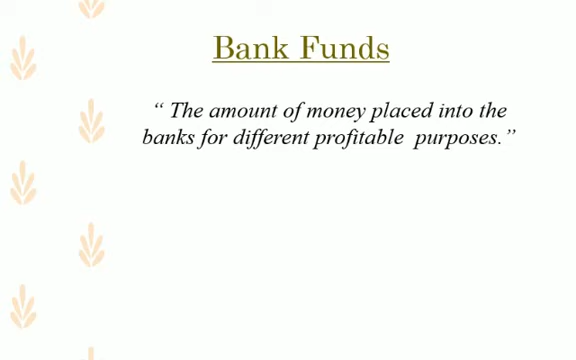 Bank Funds
“ The amount of money placed into the
banks for different profitable  purposes.”